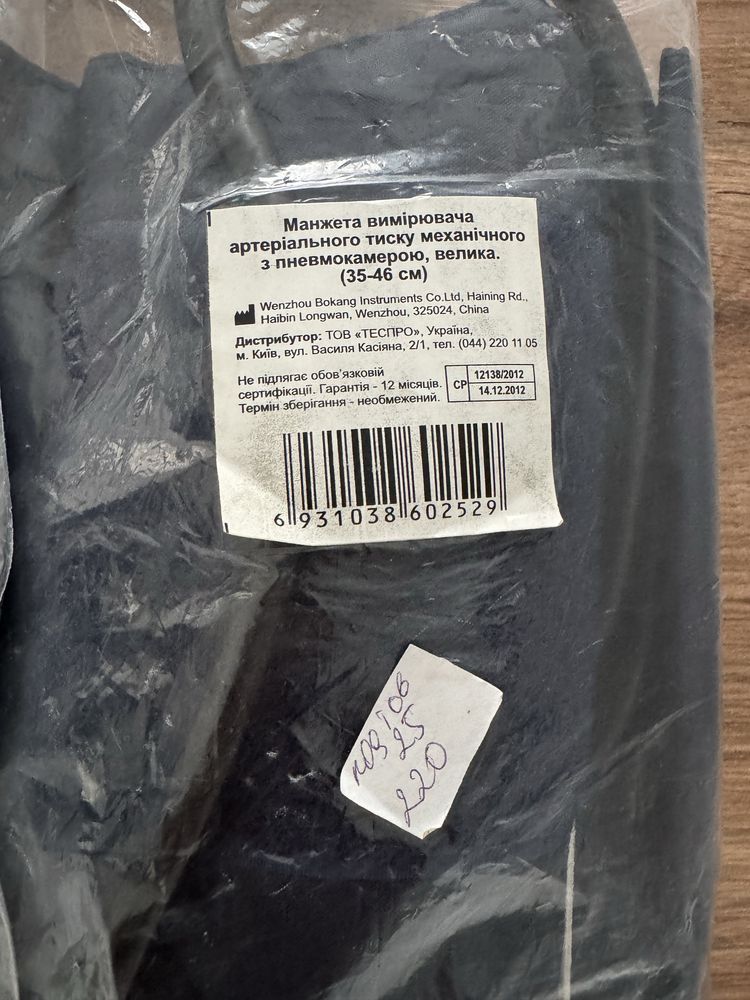 Манжета вимірювача
артеріального тиску механічного
з пневмокамерою, велика.
(35-46 см)
Wenzhou Bokang Instruments Co.Ltd, Haining Rd.,
Haibin Longwan, Wenzhou, 325024, China
Дистрибутор: ТОВ «ТЕСПРО», Україна,
м. Київ, вул. Василя Касіяна, 2/1, тел. (044) 220 11 05
Не підлягає обов'язковій
сертифікації. Гарантія - 12 місяців.
Термін зберігання - необмежений.
СР 12138/2012
14.12.2012
6 931038 602529
25
220